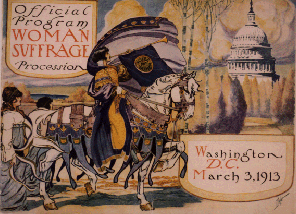 Official
Program
WOMAN
SUFFRAGE
Procession
Washington
D.C.
March 3, 1913